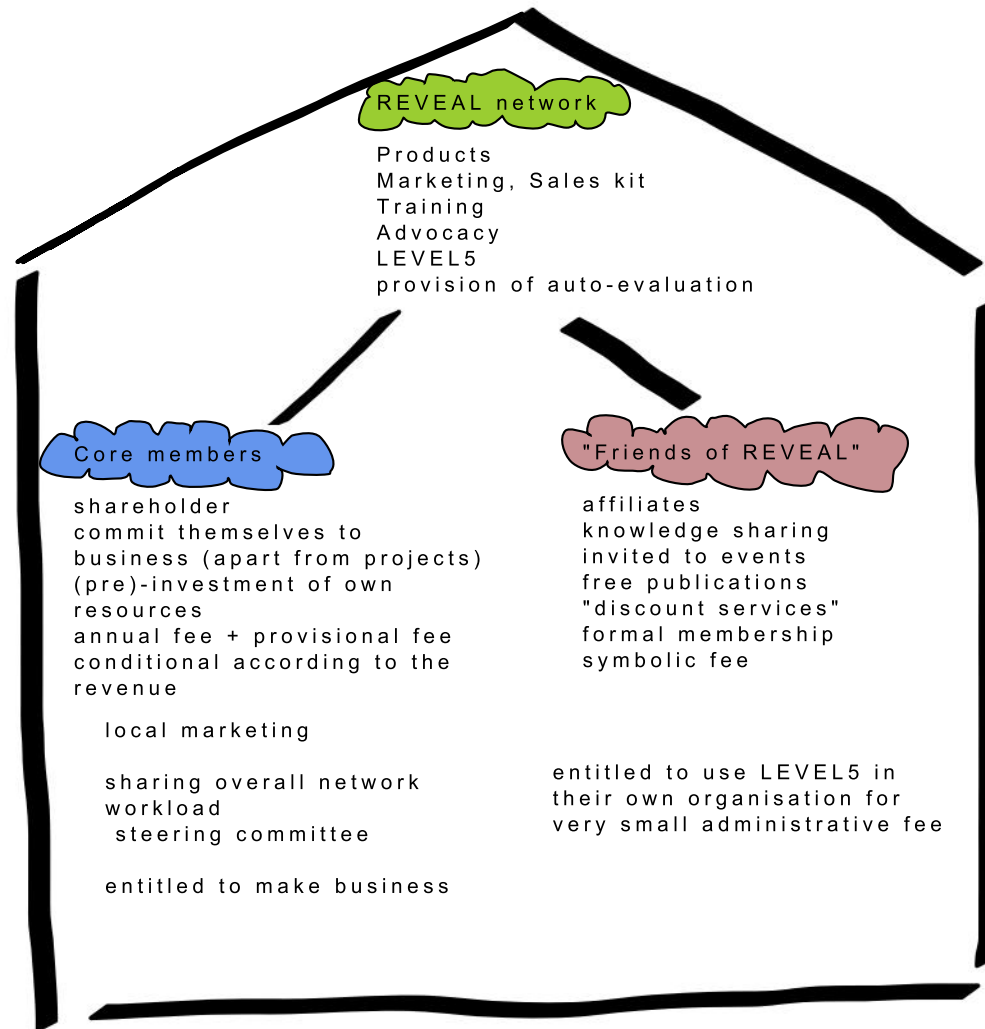 REVEAL network
Products
Marketing, Sales kit
Training
Advocacy
LEVEL5
provision of auto-evaluation
Core members
shareholder
commit themselves to
business (apart from projects)
(pre)-investment of own
resources
annual fee + provisional fee
conditional according to the
revenue
local marketing
sharing overall network
workload
steering committee
entitled to make business
"Friends of REVEAL"
affiliates
knowledge sharing
invited to events
free publications
"discount services"
formal membership
symbolic fee
entitled to use LEVEL5 in
their own organisation for
very small administrative fee